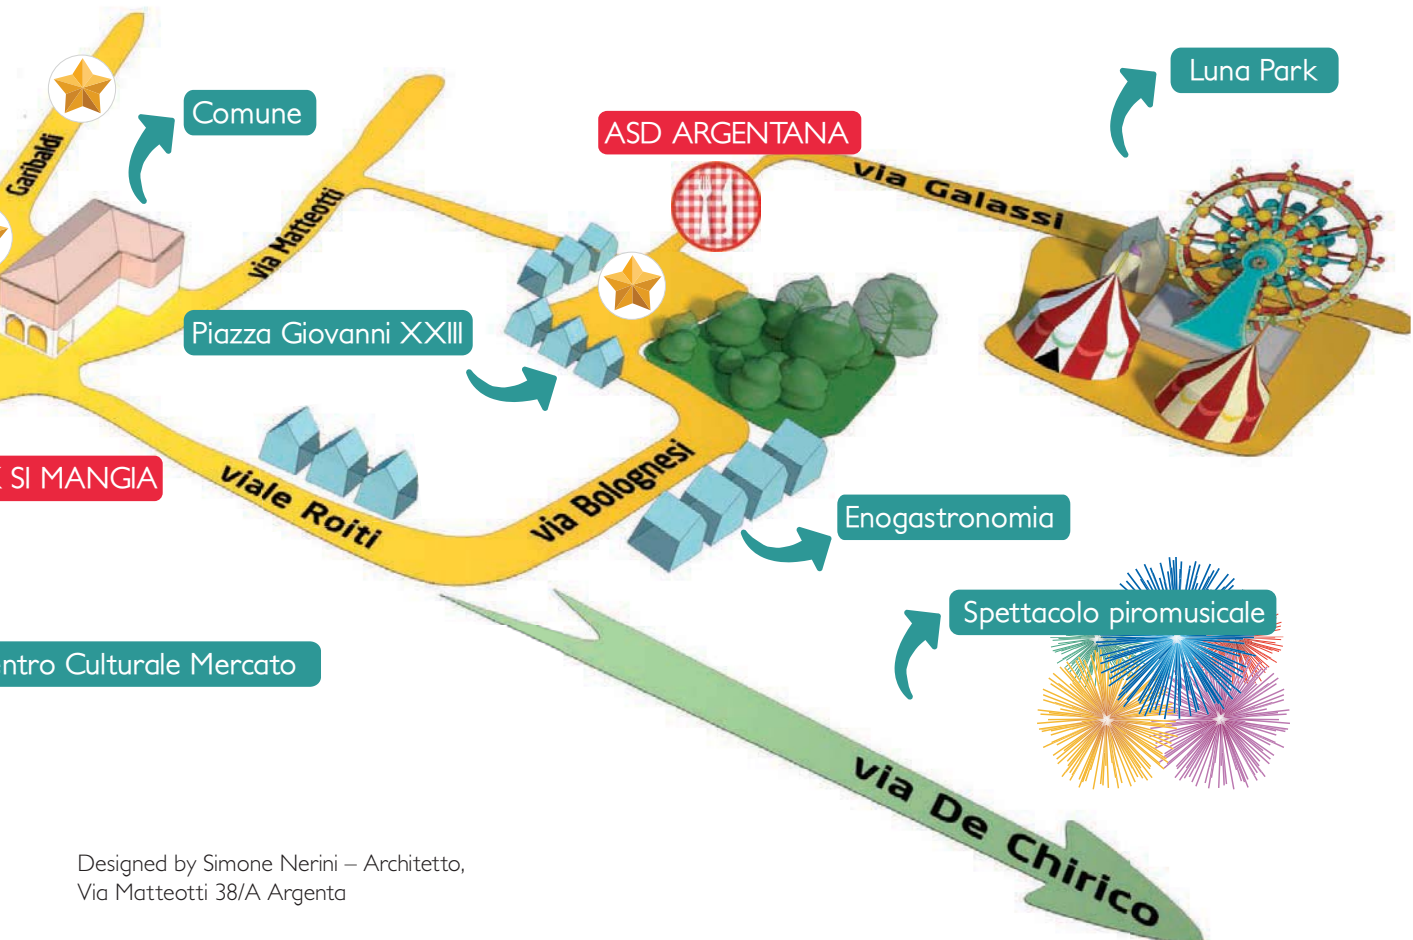 Luna Park
Comune
ASD ARGENTANA
Garibaldi
via Matteotti
via Galassi
Piazza Giovanni XXIII
SI MANGIA
viale Roiti
via Bolognesi
Enogastronomia
Spettacolo piromusicale
ntro Culturale Mercato
via De Chirico
Designed by Simone Nerini – Architetto,
Via Matteotti 38/A Argenta